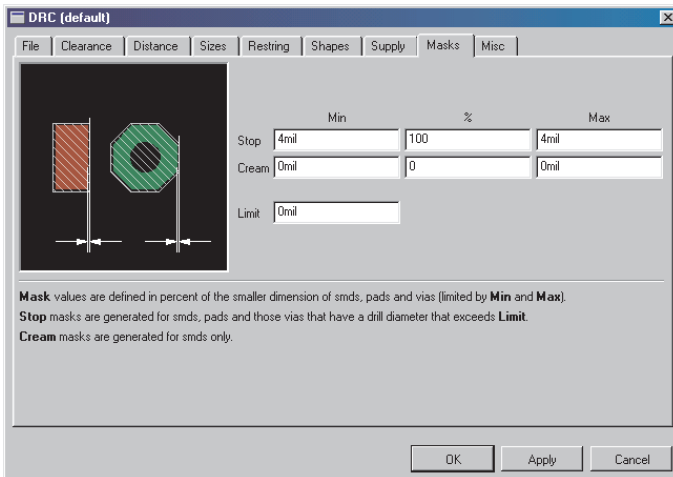 DRC (default)
File Clearance Distance Sizes Restring Shapes Supply Masks Misc
Min % Max
Stop 4mil 100 4mil
Cream 0mil 0 0mil
Limit 0mil
Mask values are defined in percent of the smaller dimension of smds, pads and vias (limited by Min and Max).
Stop masks are generated for smds, pads and those vias that have a drill diameter that exceeds Limit.
Cream masks are generated for smds only.
OK Apply Cancel